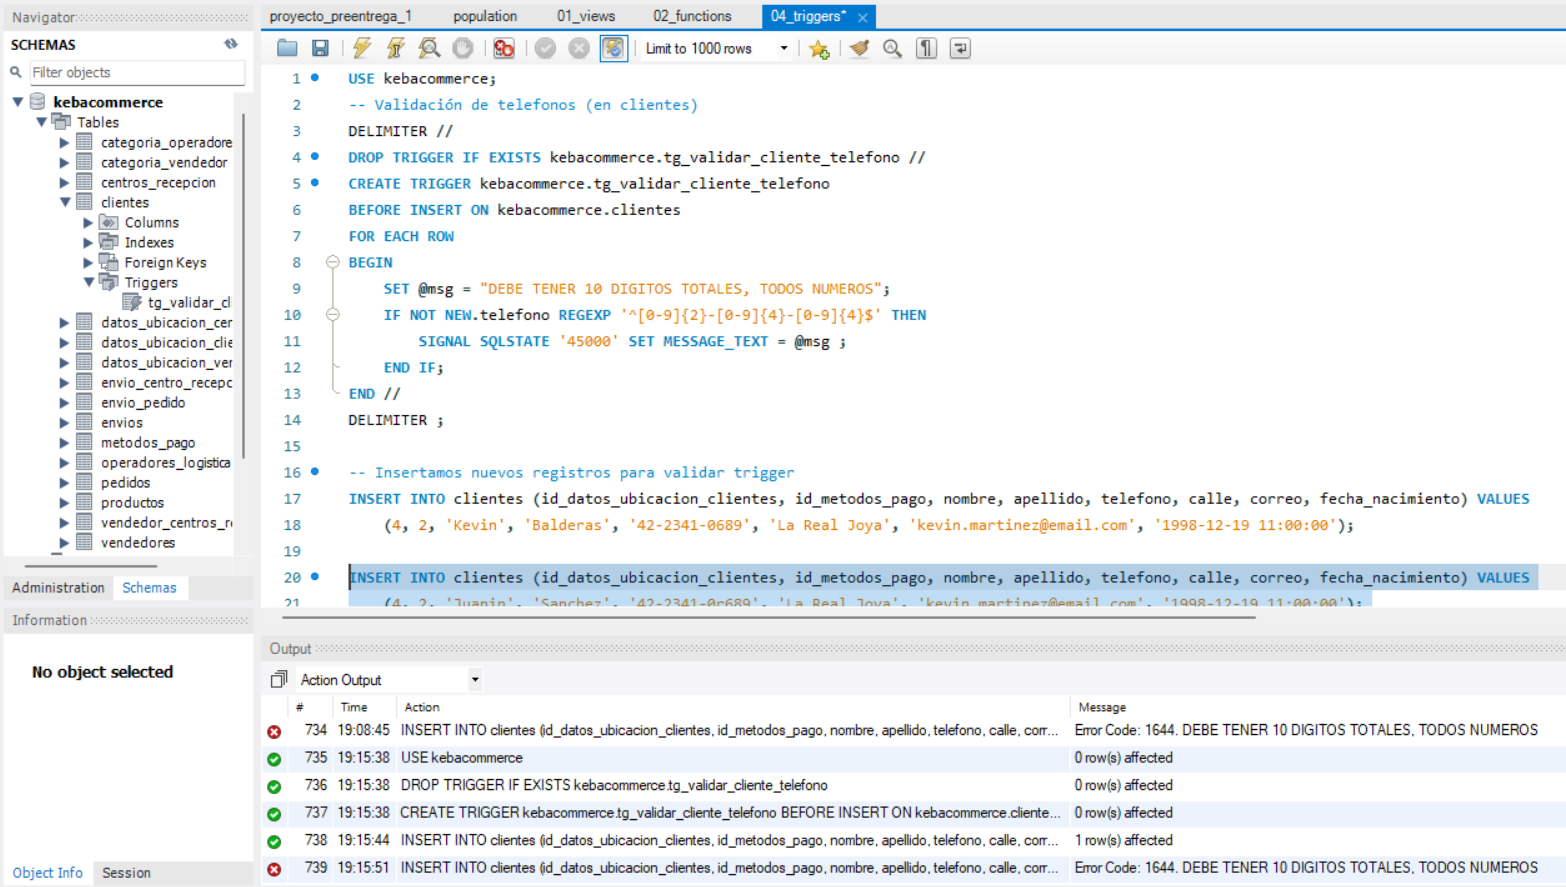 Navigator
SCHEMAS
Filter objects
kebacommerce
Tables
categoria_operadore
categoria_vendedor
centros_recepcion
clientes
Columns
Indexes
Foreign Keys
Triggers
tg_validar_cl
datos_ubicacion_cer
datos_ubicacion_clie
datos_ubicacion_ver
envio_centro_recepc
envio_pedido
envios
metodos_pago
operadores_logistica
pedidos
productos
vendedor_centros_r
vendedores
Administration Schemas
Information
No object selected
Object Info Session
proyecto_preentrega_1 population 01_views 02_functions 04_triggers*
Limit to 1000 rows
1 USE kebacommerce;
2 -- Validación de telefonos (en clientes)
3 DELIMITER //
4 DROP TRIGGER IF EXISTS kebacommerce.tg_validar_cliente_telefono //
5 CREATE TRIGGER kebacommerce.tg_validar_cliente_telefono
6 BEFORE INSERT ON kebacommerce.clientes
7 FOR EACH ROW
8 BEGIN
9 SET @msg = "DEBE TENER 10 DIGITOS TOTALES, TODOS NUMEROS";
10 IF NOT NEW.telefono REGEXP '^[0-9]{2}-[0-9]{4}-[0-9]{4}$' THEN
11 SIGNAL SQLSTATE '45000' SET MESSAGE_TEXT = @msg ;
12 END IF;
13 END //
14 DELIMITER ;
15
16 -- Insertamos nuevos registros para validar trigger
17 INSERT INTO clientes (id_datos_ubicacion_clientes, id_metodos_pago, nombre, apellido, telefono, calle, correo, fecha_nacimiento) VALUES
18 (4, 2, 'Kevin', 'Balderas', '42-2341-0689', 'La Real Joya', 'kevin.martinez@email.com', '1998-12-19 11:00:00');
19
20 INSERT INTO clientes (id_datos_ubicacion_clientes, id_metodos_pago, nombre, apellido, telefono, calle, correo, fecha_nacimiento) VALUES
21 (4, 2, 'Juanin', 'Sanchez', '42-2341-0r689', 'La Real Joya', 'kevin.martinez@email.com', '1998-12-19 11:00:00');
Output
Action Output
# Time Action Message
734 19:08:45 INSERT INTO clientes (id_datos_ubicacion_clientes, id_metodos_pago, nombre, apellido, telefono, calle, corr... Error Code: 1644. DEBE TENER 10 DIGITOS TOTALES, TODOS NUMEROS
735 19:15:38 USE kebacommerce 0 row(s) affected
736 19:15:38 DROP TRIGGER IF EXISTS kebacommerce.tg_validar_cliente_telefono 0 row(s) affected
737 19:15:38 CREATE TRIGGER kebacommerce.tg_validar_cliente_telefono BEFORE INSERT ON kebacommerce.cliente... 0 row(s) affected
738 19:15:44 INSERT INTO clientes (id_datos_ubicacion_clientes, id_metodos_pago, nombre, apellido, telefono, calle, corr... 1 row(s) affected
739 19:15:51 INSERT INTO clientes (id_datos_ubicacion_clientes, id_metodos_pago, nombre, apellido, telefono, calle, corr... Error Code: 1644. DEBE TENER 10 DIGITOS TOTALES, TODOS NUMEROS